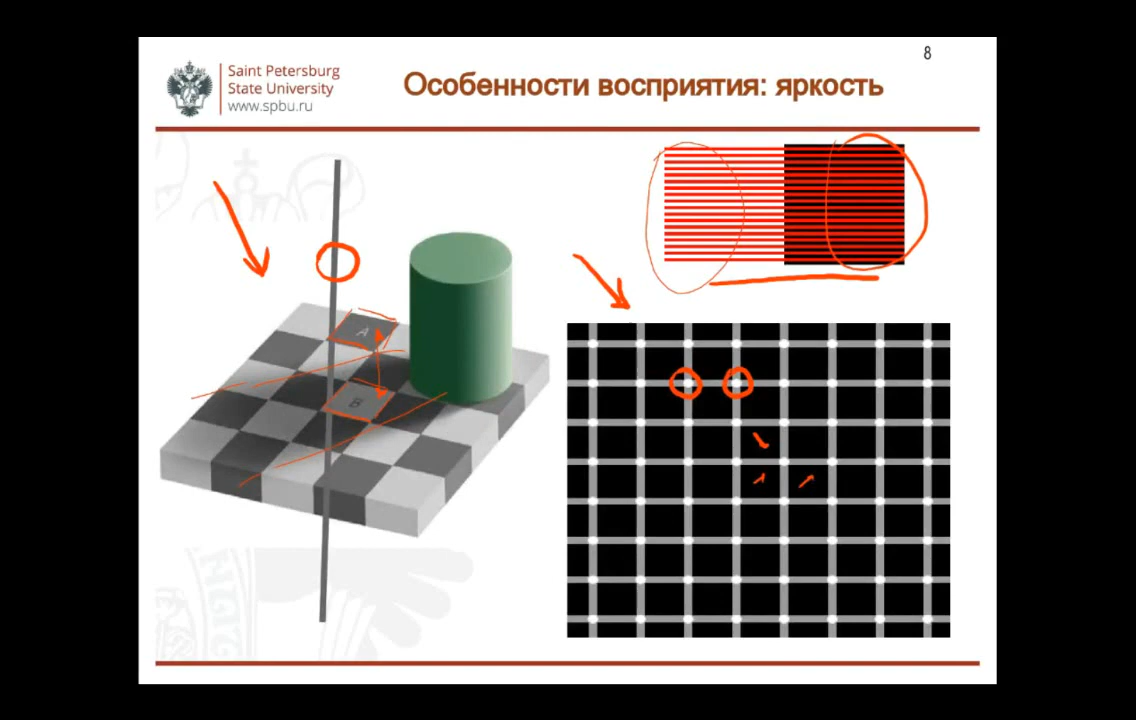 8
Saint Petersburg
State University
www.spbu.ru
Особенности восприятия: яркость
A
B